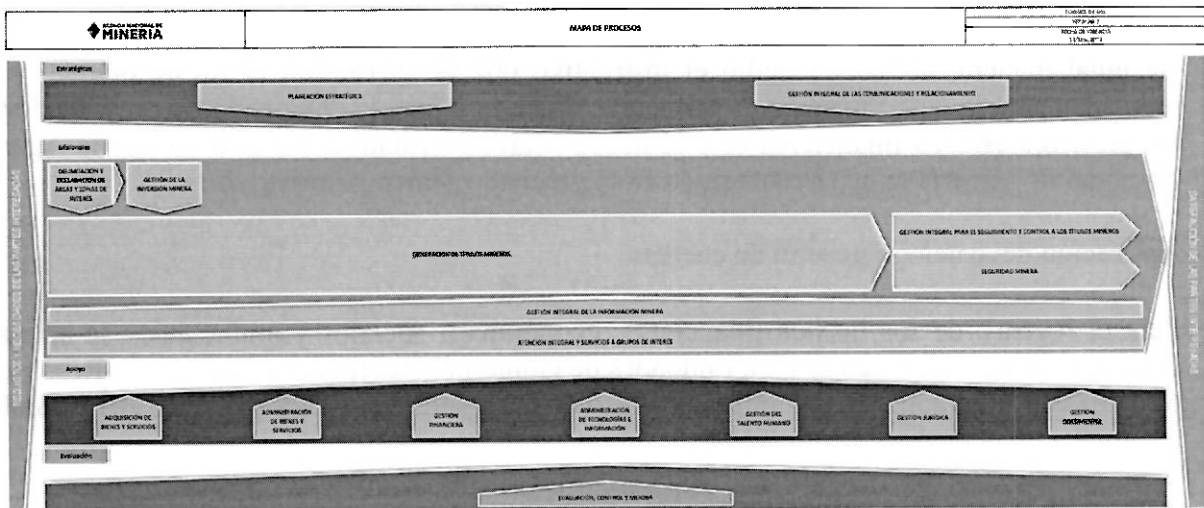 AGENCIA NACIONAL DE
MINERÍA
MAPA DE PROCESOS
Estratégicos
PLANEACIÓN ESTRATÉGICA
GESTIÓN INTEGRAL DE LAS COMUNICACIONES Y RELACIONAMIENTO
Misionales
DELIMITACIÓN Y
DECLARACIÓN DE
ÁREAS Y ZONAS DE
INTERÉS
GESTIÓN DE LA
INVERSIÓN MINERA
GENERACIÓN DE TÍTULOS MINEROS
GESTIÓN INTEGRAL PARA EL SEGUIMIENTO Y CONTROL A LOS TÍTULOS MINEROS
SEGURIDAD MINERA
GESTIÓN INTEGRAL DE LA INFORMACIÓN MINERA
ATENCIÓN INTEGRAL Y SERVICIOS A GRUPOS DE INTERÉS
Apoyo
ADQUISICIÓN DE
BIENES Y SERVICIOS
ADMINISTRACIÓN
DE BIENES Y
SERVICIOS
GESTIÓN
FINANCIERA
ADMINISTRACIÓN
DE TECNOLOGÍAS E
INFORMACIÓN
GESTIÓN DEL
TALENTO HUMANO
GESTIÓN JURÍDICA
GESTIÓN
DOCUMENTAL
Evaluación
EVALUACIÓN, CONTROL Y MEJORA